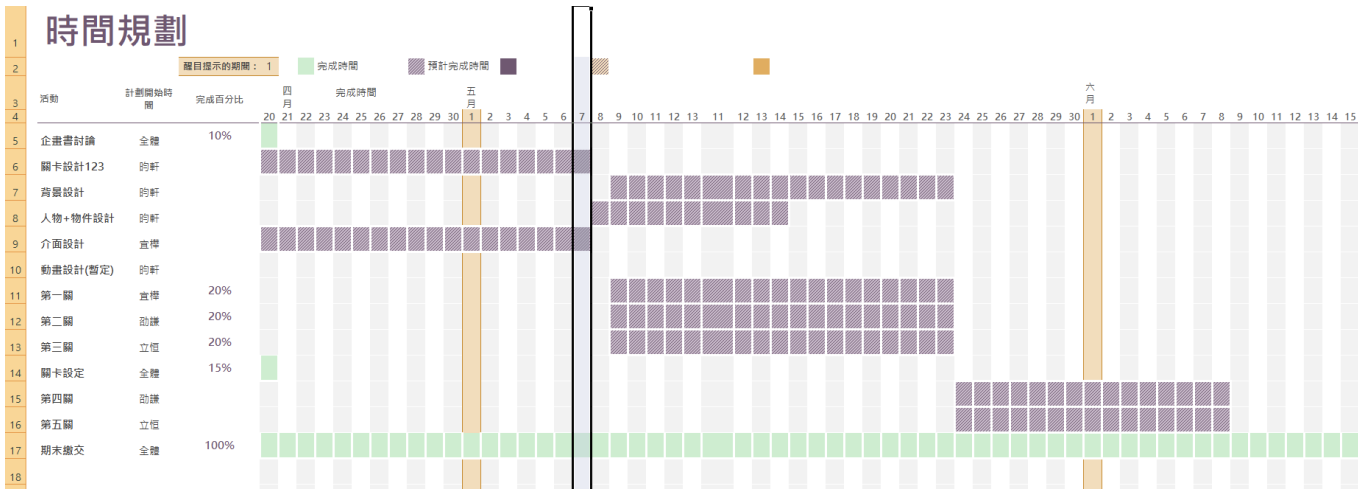 時間規劃
1
2 醒目提示的期間： 1 完成時間 預計完成時間
3 活動 計劃開始時間 完成百分比 四月 完成時間 五月 六月
4 20 21 22 23 24 25 26 27 28 29 30 1 2 3 4 5 6 7 8 9 10 11 12 13 11 12 13 14 15 16 17 18 19 20 21 22 23 24 25 26 27 28 29 30 1 2 3 4 5 6 7 8 9 10 11 12 13 14 15
5 企畫書討論 全體 10%
6 關卡設計123 昀軒
7 背景設計 昀軒
8 人物+物件設計 昀軒
9 介面設計 宜樺
10 動畫設計(暫定) 昀軒
11 第一關 宜樺 20%
12 第二關 劭謙 20%
13 第三關 立恒 20%
14 關卡設定 全體 15%
15 第四關 劭謙
16 第五關 立恒
17 期末繳交 全體 100%
18